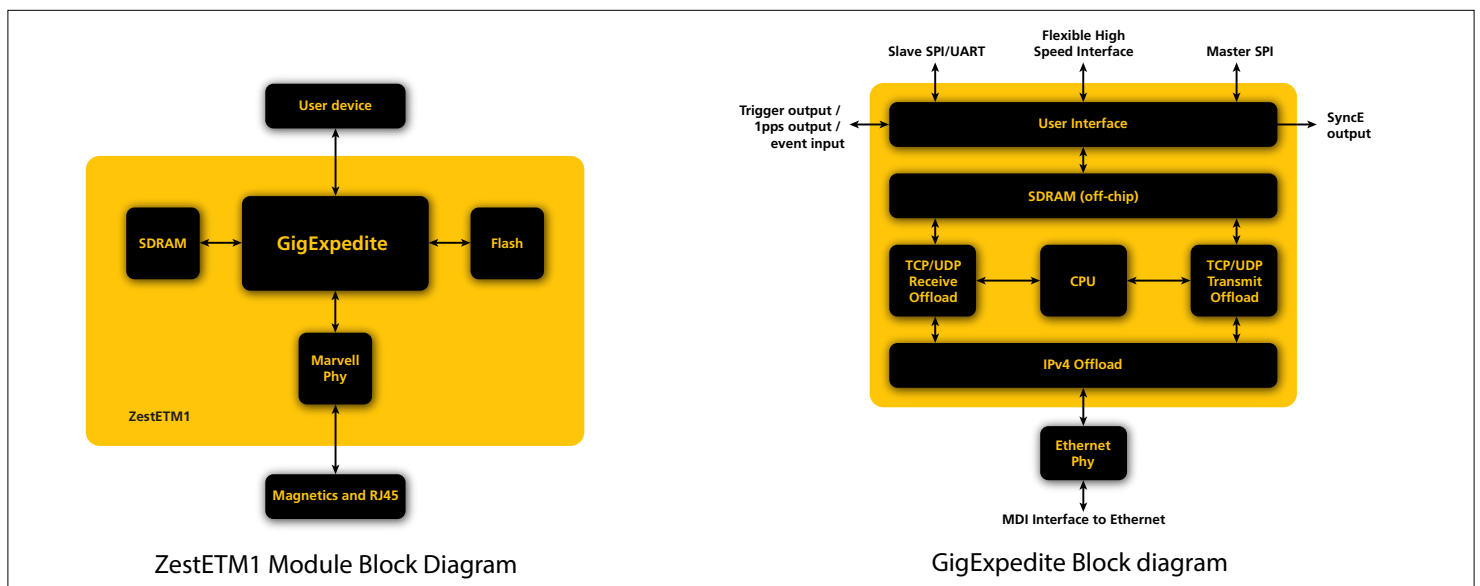 User device
SDRAM
GigExpedite
Flash
Marvell
Phy
ZestETM1
Magnetics and RJ45
ZestETM1 Module Block Diagram
Slave SPI/UART
Flexible High
Speed Interface
Master SPI
Trigger output /
1pps output /
event input
User Interface
SyncE
output
SDRAM (off-chip)
TCP/UDP
Receive
Offload
CPU
TCP/UDP
Transmit
Offload
IPv4 Offload
Ethernet
Phy
MDI Interface to Ethernet
GigExpedite Block diagram